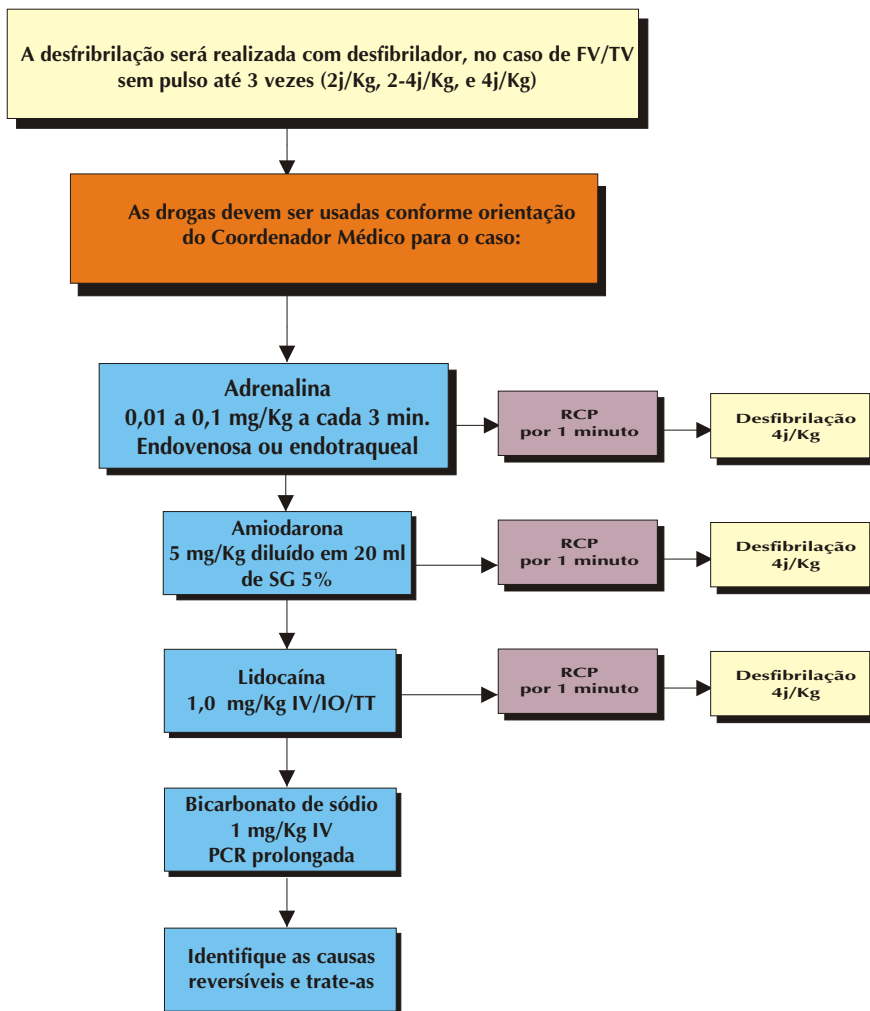 A desfribrilação será realizada com desfibrilador, no caso de FV/TV
sem pulso até 3 vezes (2j/Kg, 2-4j/Kg, e 4j/Kg)
As drogas devem ser usadas conforme orientação
do Coordenador Médico para o caso:
Adrenalina
0,01 a 0,1 mg/Kg a cada 3 min.
Endovenosa ou endotraqueal
RCP
por 1 minuto
Desfibrilação
4j/Kg
Amiodarona
5 mg/Kg diluído em 20 ml
de SG 5%
RCP
por 1 minuto
Desfibrilação
4j/Kg
Lidocaína
1,0 mg/Kg IV/IO/TT
RCP
por 1 minuto
Desfibrilação
4j/Kg
Bicarbonato de sódio
1 mg/Kg IV
PCR prolongada
Identifique as causas
reversíveis e trate-as